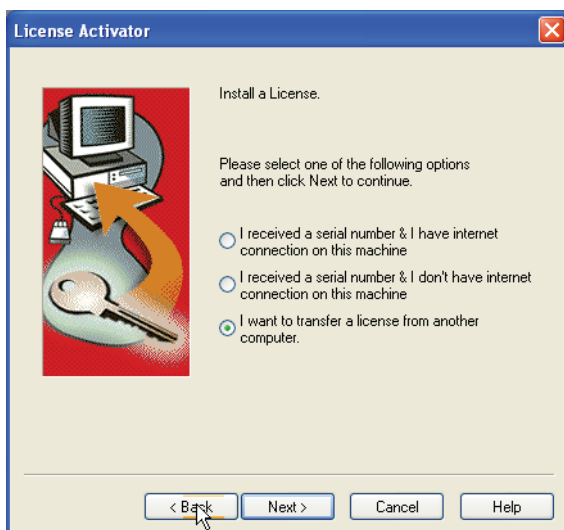 License Activator
Install a License.
Please select one of the following options
and then click Next to continue.
I received a serial number & I have internet
connection on this machine
I received a serial number & I don't have internet
connection on this machine
I want to transfer a license from another
computer.
< Back
Next >
Cancel
Help